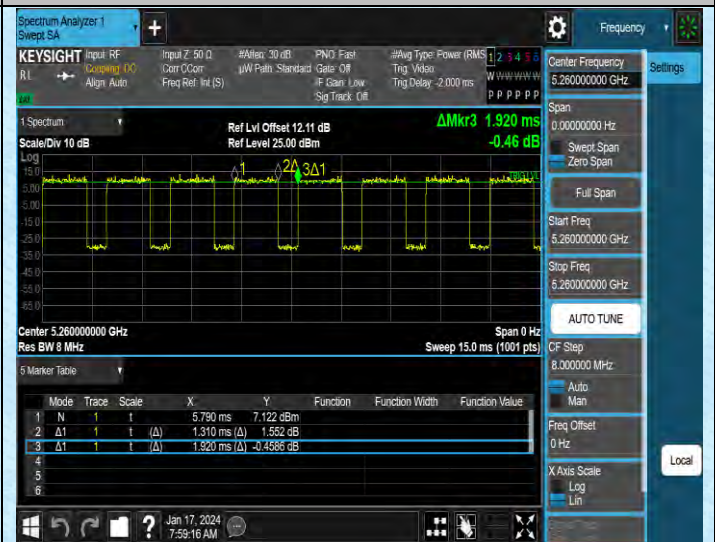 Spectrum Analyzer 1
Swept SA
+
Frequency
KEYSIGHT Input: RF
RL Coupling: DC
Align: Auto
Input Z: 50 Ω
Corr CCorr
Freq Ref: Int (S)
#Atten: 30 dB
µW Path: Standard
PNO: Fast
Gate: Off
IF Gain: Low
Sig Track: Off
#Avg Type: Power (RMS
Trig: Video
Trig Delay: -2.000 ms
1 2 3 4 5 6
W W W W W W
P P P P P P
Center Frequency
5.260000000 GHz
Settings
1 Spectrum
Scale/Div 10 dB
Ref Lvl Offset 12.11 dB
Ref Level 25.00 dBm
ΔMkr3 1.920 ms
-0.46 dB
Span
0.00000000 Hz
Swept Span
Zero Span
Full Span
Start Freq
5.260000000 GHz
Stop Freq
5.260000000 GHz
AUTO TUNE
CF Step
8.000000 MHz
Auto
Man
Freq Offset
0 Hz
X Axis Scale
Log
Lin
Local
Log
15.0
5.00
-5.00
-15.0
-25.0
-35.0
-45.0
-55.0
-65.0
1
2Δ
3Δ1
Center 5.260000000 GHz
Span 0 Hz
Res BW 8 MHz
Sweep 15.0 ms (1001 pts)
5 Marker Table
Mode Trace Scale X Y Function Function Width Function Value
1 N 1 t 5.790 ms 7.122 dBm
2 Δ1 1 t (Δ) 1.310 ms (Δ) 1.552 dB
3 Δ1 1 t (Δ) 1.920 ms (Δ) -0.4586 dB
4
5
6
?
Jan 17, 2024
7:59:16 AM